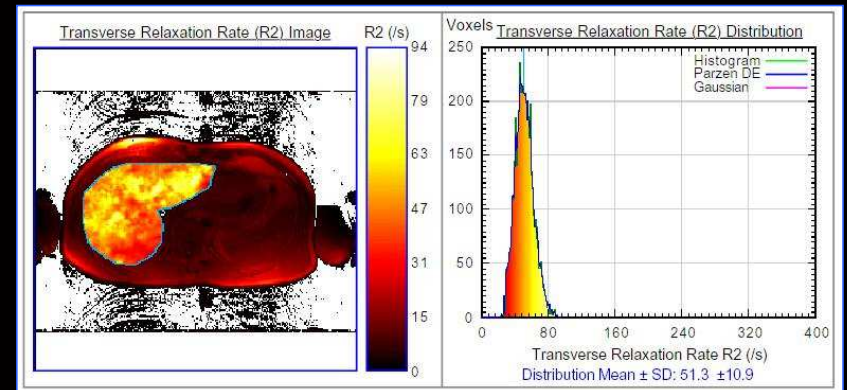 Transverse Relaxation Rate (R2) Image
R2 (/s)
94
79
63
47
31
15
0
Voxels
Transverse Relaxation Rate (R2) Distribution
250
200
150
100
50
0
Histogram
Parzen DE
Gaussian
0 80 160 240 320 400
Transverse Relaxation Rate R2 (/s)
Distribution Mean ± SD: 51.3 ±10.9